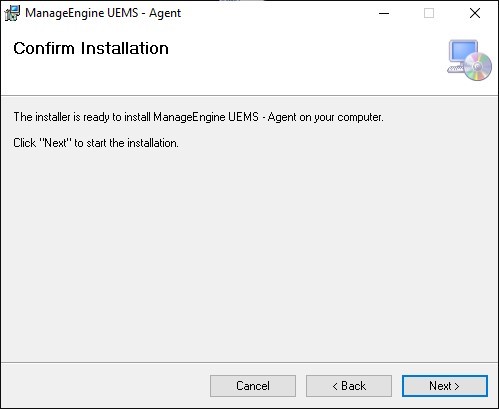 ManageEngine UEMS - Agent
Confirm Installation
The installer is ready to install ManageEngine UEMS - Agent on your computer.
Click "Next" to start the installation.
Cancel
< Back
Next >